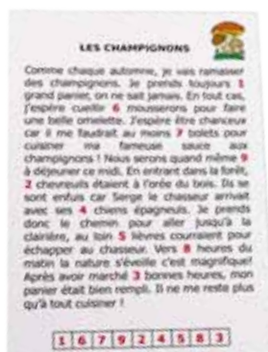 LES CHAMPIGNONS
Comme chaque automne, je vais ramasser
des champignons. Je prends toujours 1
grand panier, on ne sait jamais. En tout cas,
j'espère cueillir 6 mousserons pour faire
une belle omelette. J'espère être chanceux
car il me faudrait au moins 7 bolets pour
cuisiner ma fameuse sauce aux
champignons ! Nous serons quand même 9
à déjeuner ce midi. En entrant dans la forêt,
2 chevreuils étaient à l'orée du bois. Ils se
sont enfuis car Serge le chasseur arrivait
avec ses 4 chiens épagneuls. Je prends
donc le chemin pour aller jusqu'à la
clairière, au loin 5 lièvres couraient pour
échapper au chasseur. Vers 8 heures du
matin la nature s'éveille c'est magnifique!
Après avoir marché 3 bonnes heures, mon
panier était bien rempli. Il ne me reste plus
qu'à tout cuisiner !
1 6 7 9 2 4 5 8 3